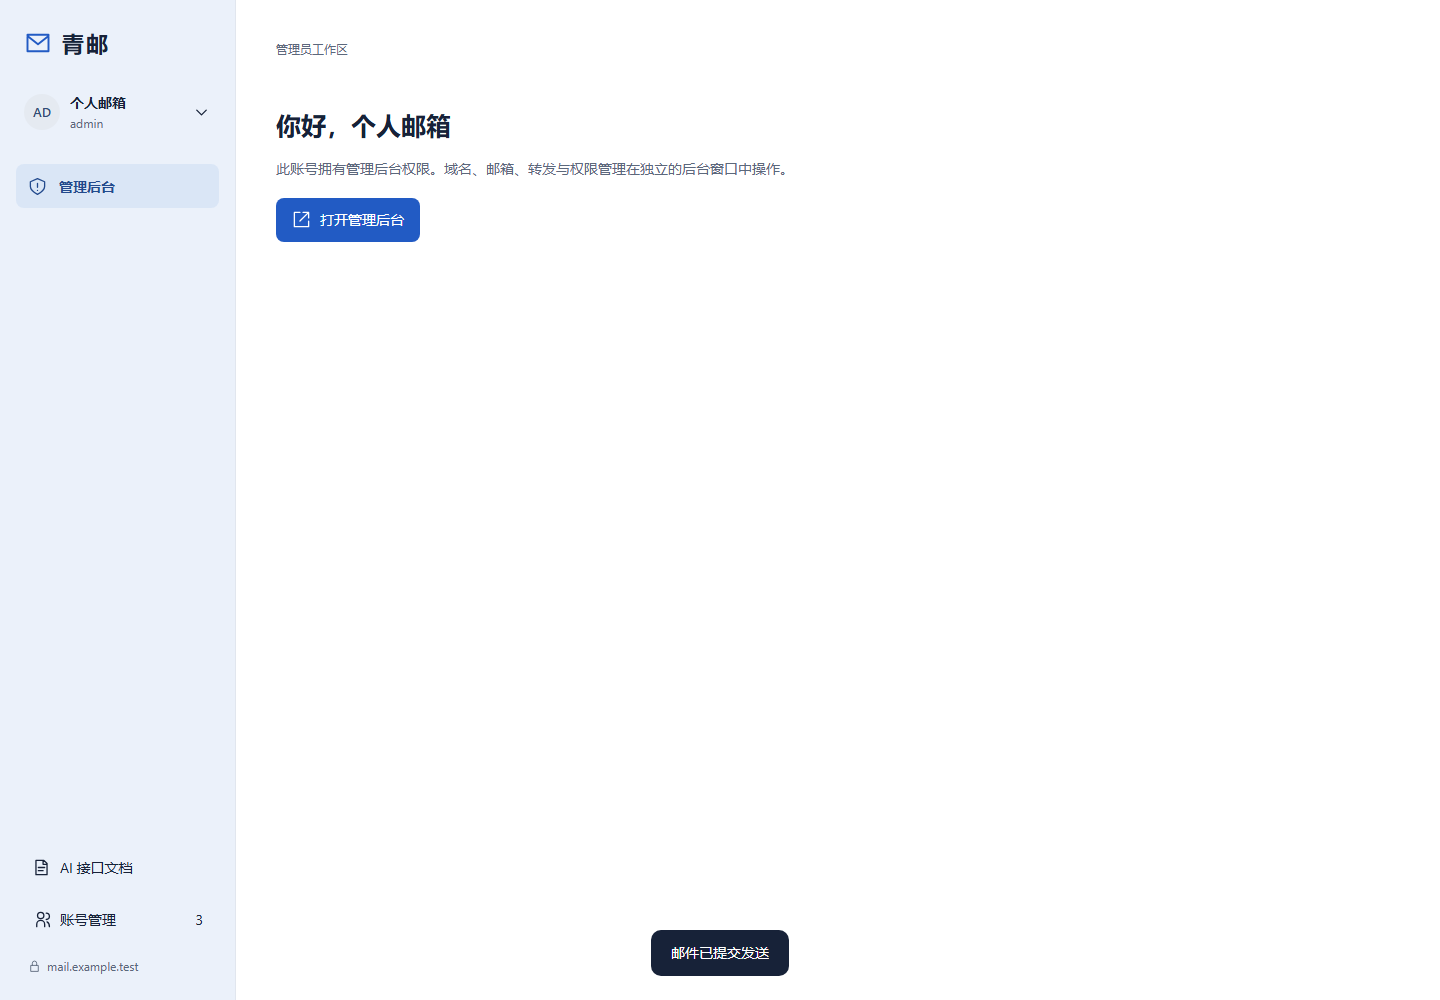 青邮
AD
个人邮箱
admin
管理后台
AI 接口文档
账号管理
3
mail.example.test
管理员工作区
你好，个人邮箱
此账号拥有管理后台权限。域名、邮箱、转发与权限管理在独立的后台窗口中操作。
打开管理后台
邮件已提交发送